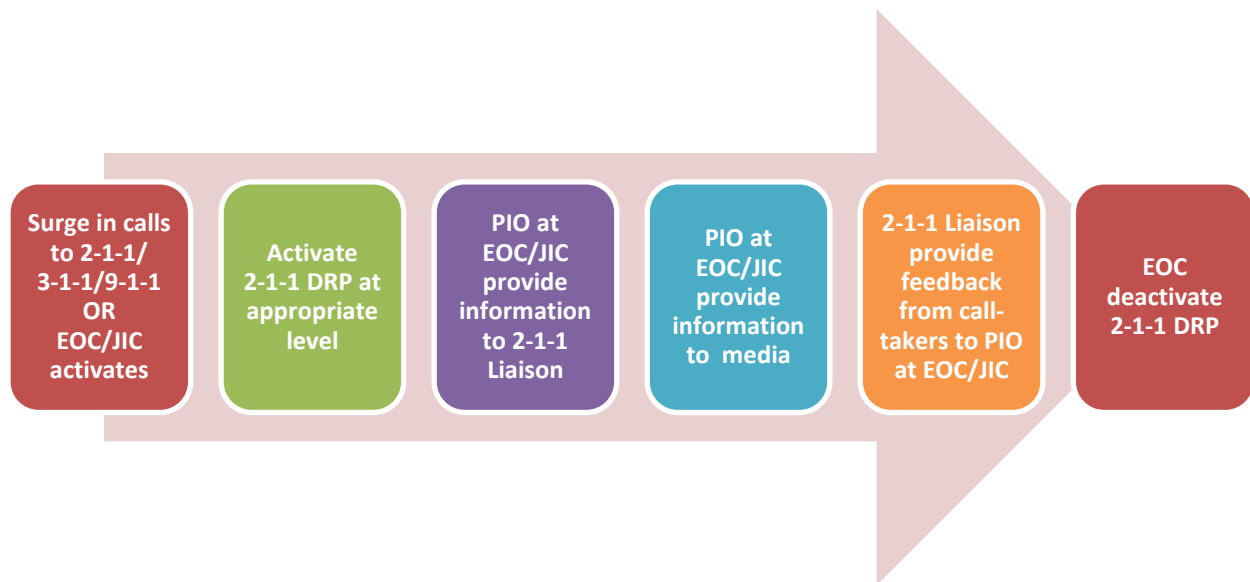 Surge in calls
to 2-1-1/
3-1-1/9-1-1
OR
EOC/JIC
activates
Activate
2-1-1 DRP at
appropriate
level
PIO at
EOC/JIC
provide
information
to 2-1-1
Liaison
PIO at
EOC/JIC
provide
information
to media
2-1-1 Liaison
provide
feedback
from call-
takers to PIO
at EOC/JIC
EOC
deactivate
2-1-1 DRP